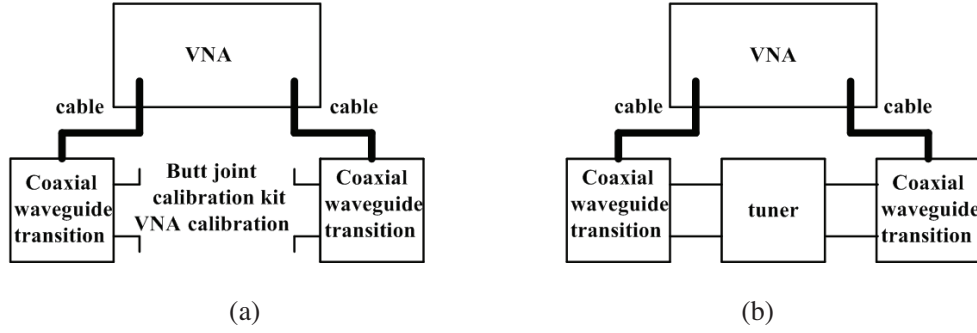 VNA
cable
cable
Coaxial
waveguide
transition
Butt joint
calibration kit
VNA calibration
Coaxial
waveguide
transition
(a)
VNA
cable
cable
Coaxial
waveguide
transition
tuner
Coaxial
waveguide
transition
(b)